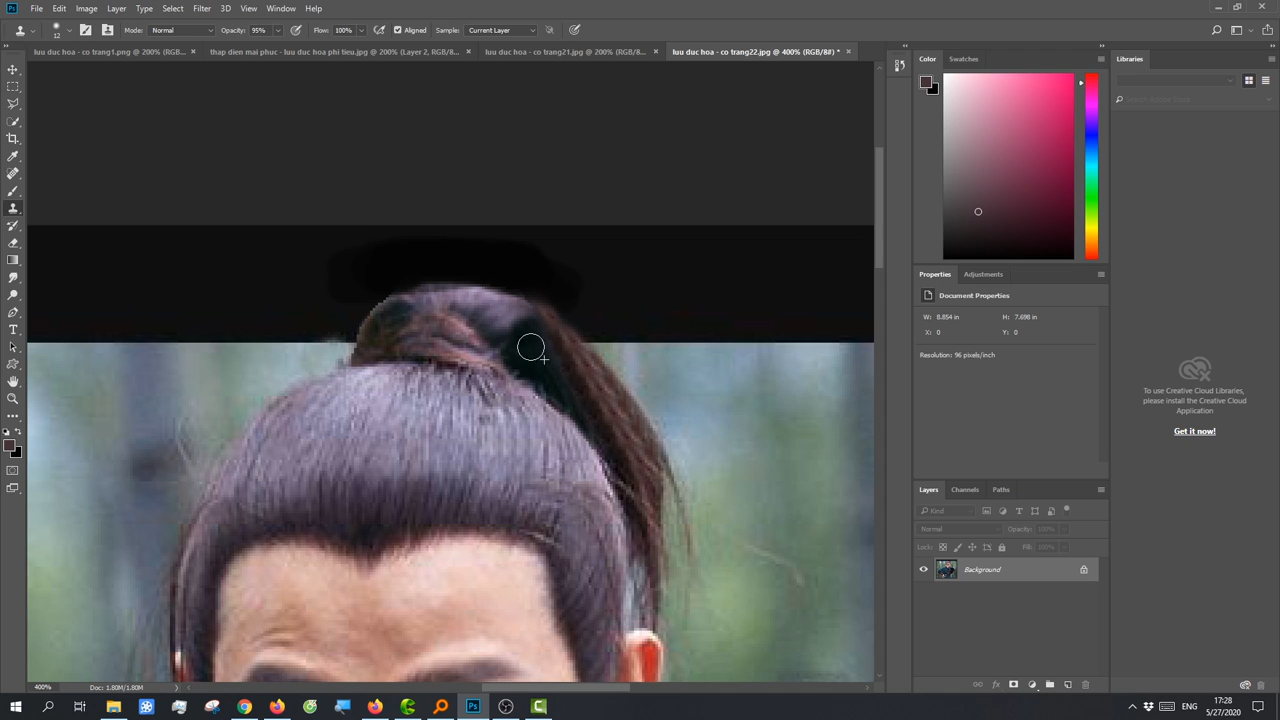 Ps File Edit Image Layer Type Select Filter 3D View Window Help
12 Mode: Normal Opacity: 95% Flow: 100% Aligned Sample: Current Layer
luu duc hoa - co trang1.png @ 200% (RGB... × thap dien mai phuc - luu duc hoa phi tieu.jpg @ 200% (Layer 2, RGB/8... × luu duc hoa - co trang21.jpg @ 200% (RGB/8... × luu duc hoa - co trang22.jpg @ 400% (RGB/8#) * ×
Color Swatches
Libraries
Properties Adjustments
Document Properties
W: 8.854 in H: 7.698 in
X: 0 Y: 0
Resolution: 96 pixels/inch
To use Creative Cloud Libraries,
please install the Creative Cloud
Application
Get it now!
Layers Channels Paths
Kind
Normal Opacity: 100%
Lock: Fill: 100%
Background
400% Doc: 1.80M/1.80M
Ps
17:28
5/27/2020